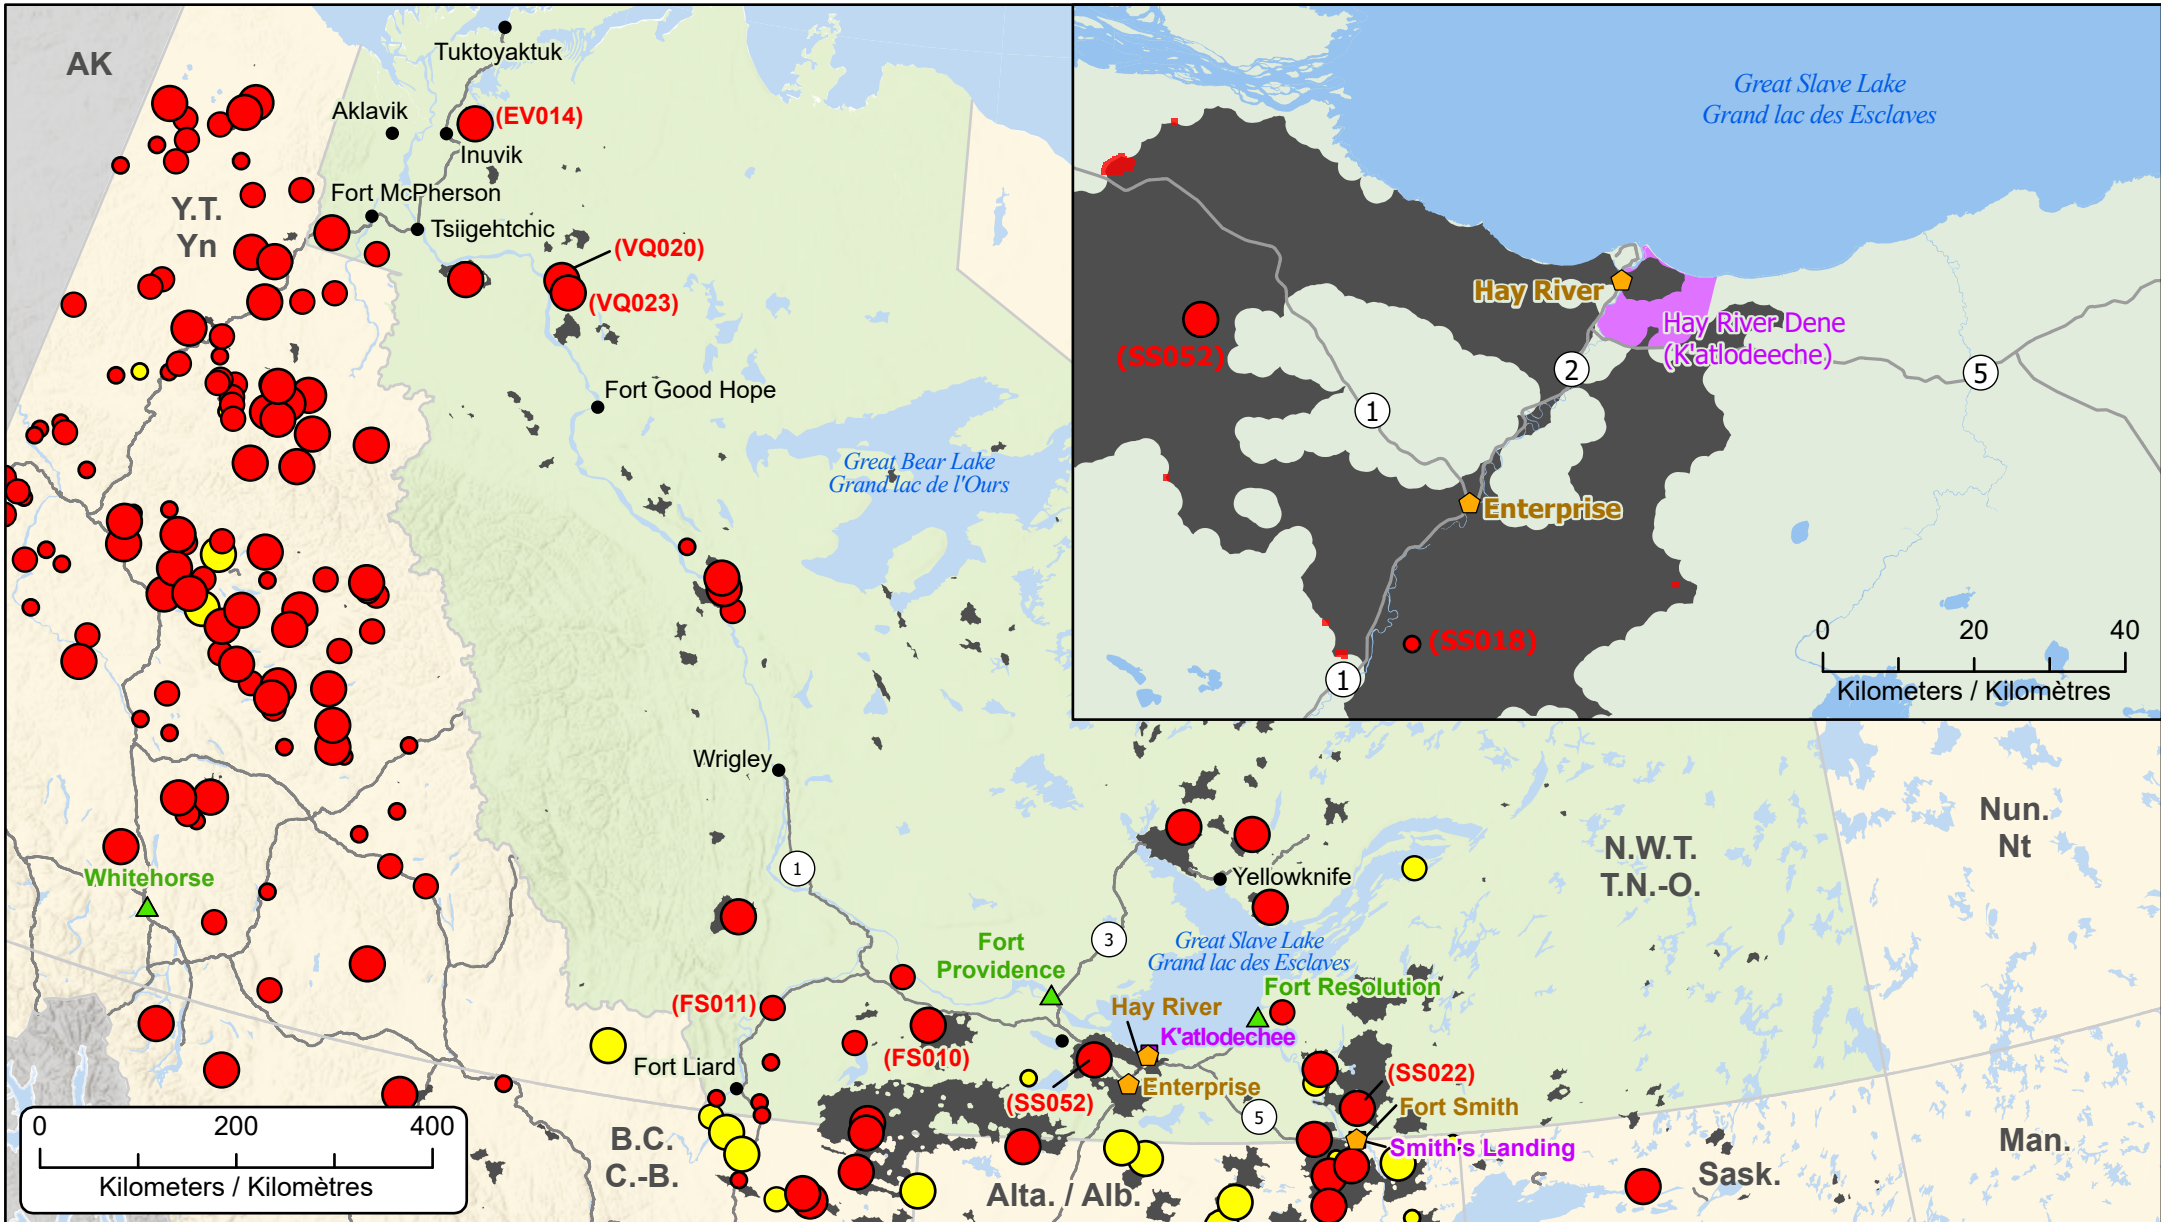 AK
Tuktoyaktuk
Aklavik
(EV014)
Inuvik
Fort McPherson
Y.T.
Yn
Tsiigehtchic
(VQ020)
(VQ023)
Fort Good Hope
Great Bear Lake
Grand lac de l'Ours
Wrigley
1
Whitehorse
Yellowknife
N.W.T.
T.N.-O.
Nun.
Nt
3
Fort
Providence
Great Slave Lake
Grand lac des Esclaves
Fort Resolution
(FS011)
Hay River
K'atlodechee
(FS010)
Fort Liard
Enterprise
(SS052)
(SS022)
Fort Smith
5
Smith's Landing
B.C.
C.-B.
Alta. / Alb.
Sask.
Man.
0 200 400
Kilometers / Kilomètres
Great Slave Lake
Grand lac des Esclaves
Hay River
Hay River Dene
(K'atlodeeche)
(SS052)
2
5
1
Enterprise
(SS018)
1
0 20 40
Kilometers / Kilomètres